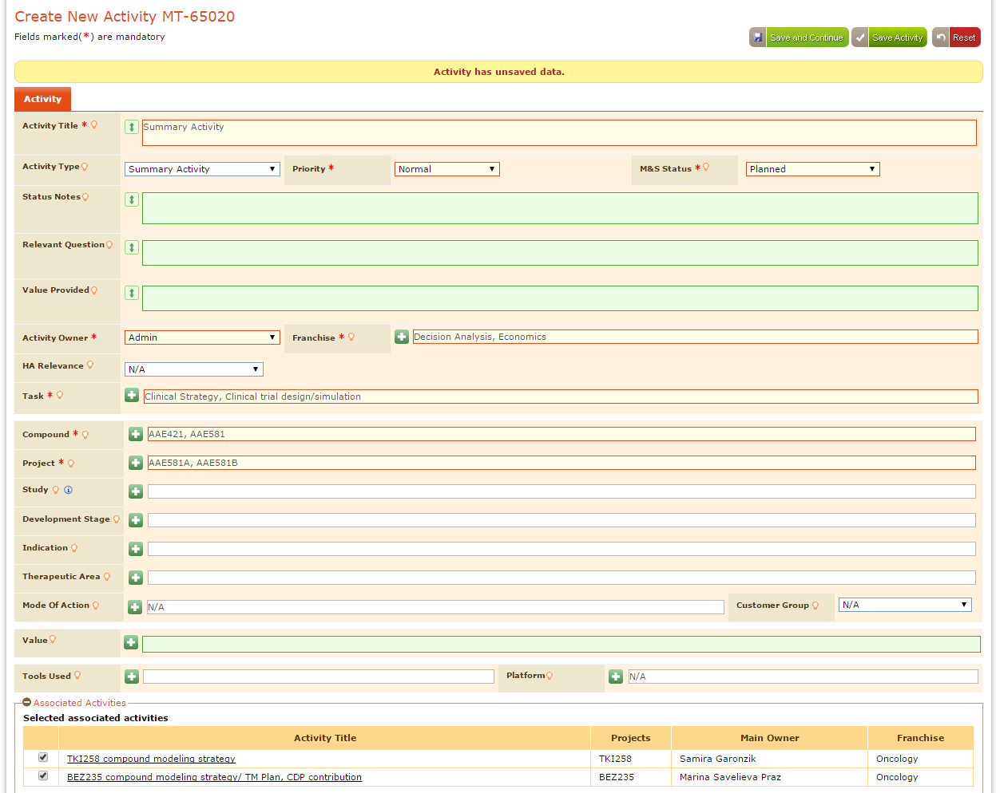 Create New Activity MT-65020
Fields marked(*) are mandatory
Save and Continue
Save Activity
Reset
Activity has unsaved data.
Activity
Activity Title *
Summary Activity
Activity Type
Summary Activity
Priority *
Normal
M&S Status *
Planned
Status Notes
Relevant Question
Value Provided
Activity Owner *
Admin
Franchise *
Decision Analysis, Economics
HA Relevance
N/A
Task *
Clinical Strategy, Clinical trial design/simulation
Compound *
AAE421, AAE581
Project *
AAE581A, AAE581B
Study
Development Stage
Indication
Therapeutic Area
Mode Of Action
N/A
Customer Group
N/A
Value
Tools Used
Platform
N/A
Associated Activities
Selected associated activities
Activity Title Projects Main Owner Franchise
TKI258 compound modeling strategy TKI258 Samira Garonzik Oncology
BEZ235 compound modeling strategy/ TM Plan, CDP contribution BEZ235 Marina Savelieva Praz Oncology